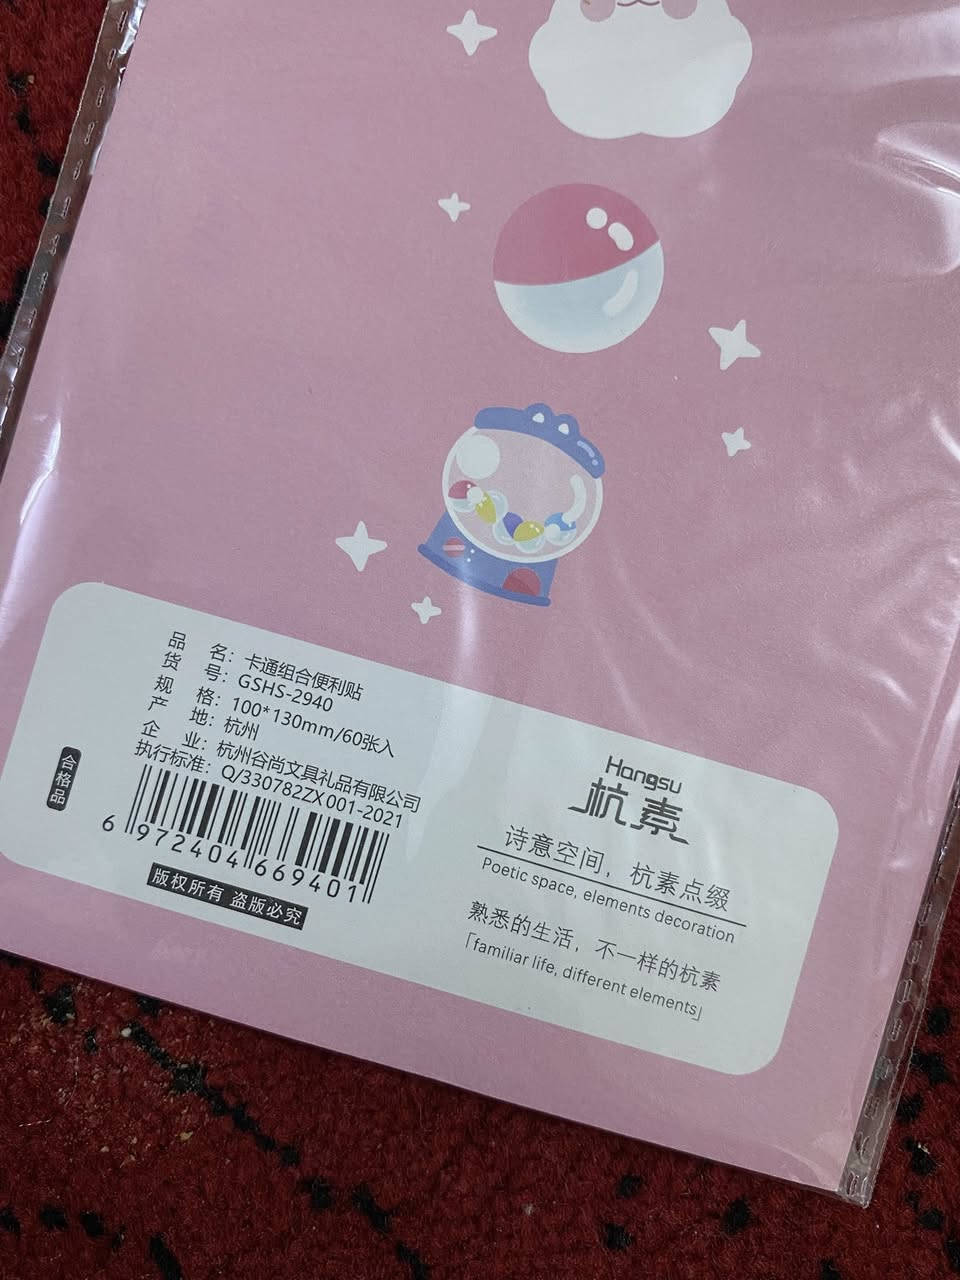 品 名：卡通组合便利贴
货 号：GSHS-2940
规 格：100*130mm/60张入
产 地：杭州
企 业：杭州谷尚文具礼品有限公司
执行标准：Q/330782ZX 001-2021
合格品
6 972404 669401
版权所有 盗版必究
Hangsu
杭素
诗意空间，杭素点缀
Poetic space, elements decoration
熟悉的生活，不一样的杭素
「familiar life, different elements」